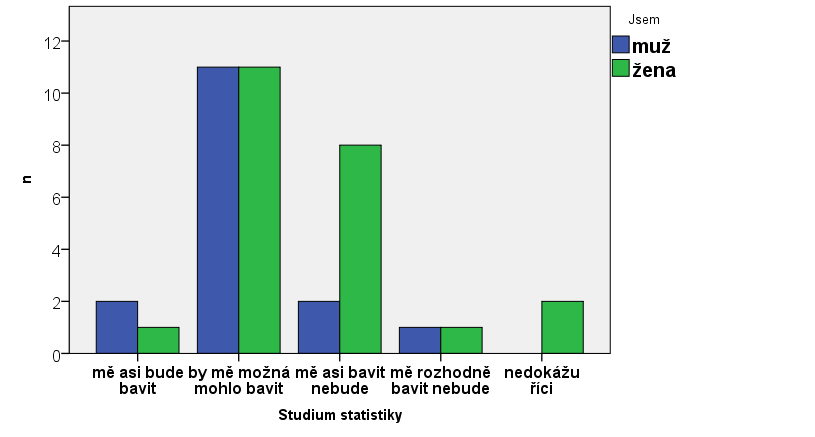 Jsem
muž
žena
12
10
8
6
4
2
0
n
mě asi bude
bavit
by mě možná
mohlo bavit
mě asi bavit
nebude
mě rozhodně
bavit nebude
nedokážu
říci
Studium statistiky